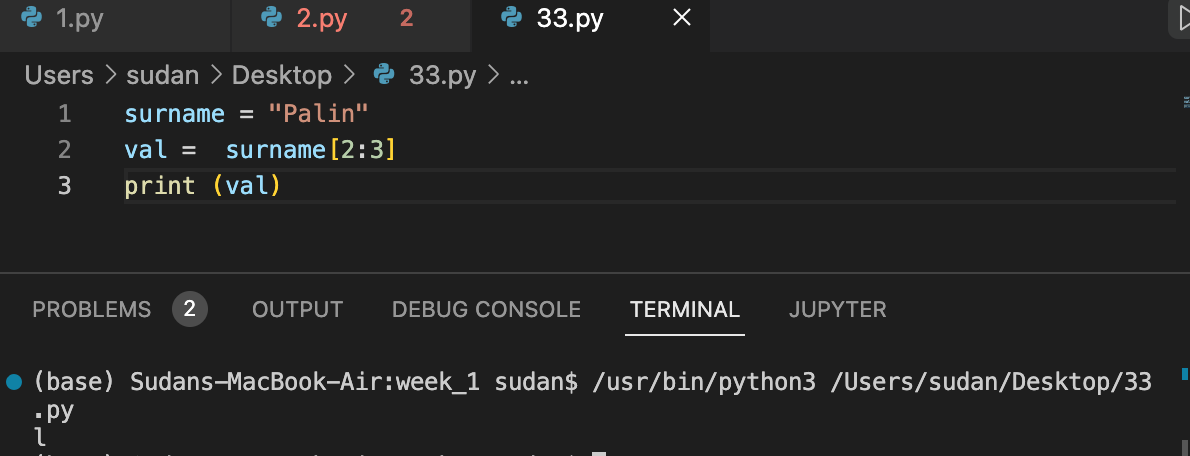 1.py 2.py 2 33.py
Users > sudan > Desktop > 33.py > ...
1 surname = "Palin"
2 val =  surname[2:3]
3 print (val)
PROBLEMS 2 OUTPUT DEBUG CONSOLE TERMINAL JUPYTER
(base) Sudans-MacBook-Air:week_1 sudan$ /usr/bin/python3 /Users/sudan/Desktop/33
.py
l